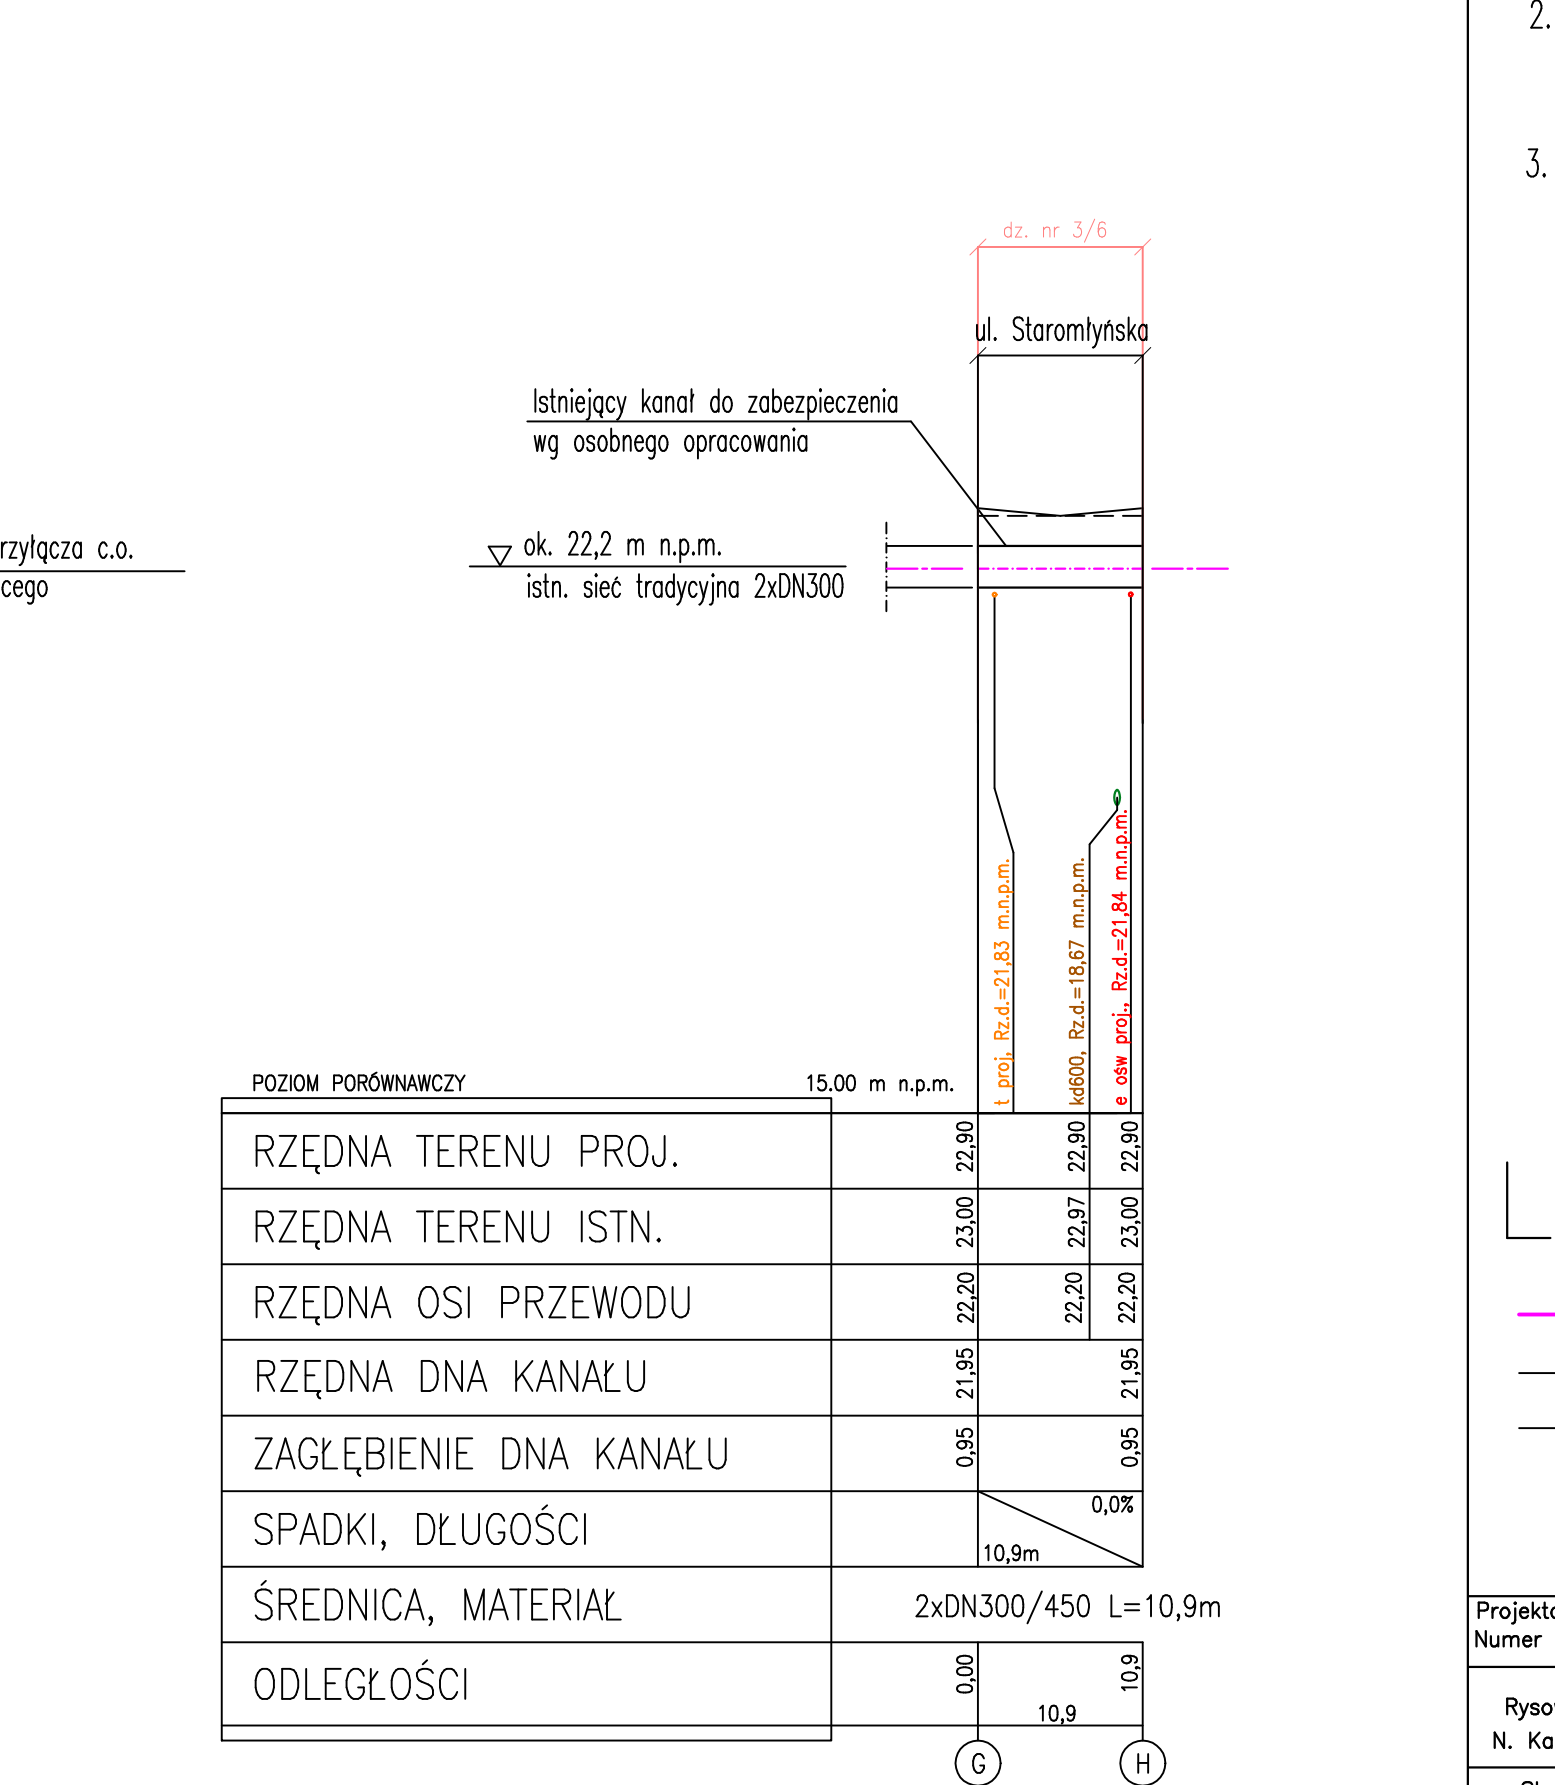 2.
3.
dz. nr 3/6
ul. Staromłyńska
Istniejący kanał do zabezpieczenia
wg osobnego opracowania
rzyłącza c.o.
cego
ok. 22,2 m n.p.m.
istn. sieć tradycyjna 2xDN300
t proj, Rz.d.=21,83 m.n.p.m.
kd600, Rz.d.=18,67 m.n.p.m.
e ośw proj., Rz.d.=21,84 m.n.p.m.
POZIOM PORÓWNAWCZY 15.00 m n.p.m.
RZĘDNA TERENU PROJ. 22,90 22,90 22,90
RZĘDNA TERENU ISTN. 23,00 22,97 23,00
RZĘDNA OSI PRZEWODU 22,20 22,20 22,20
RZĘDNA DNA KANAŁU 21,95 21,95
ZAGŁĘBIENIE DNA KANAŁU 0,95 0,95
SPADKI, DŁUGOŚCI 10,9m 0,0%
ŚREDNICA, MATERIAŁ 2xDN300/450 L=10,9m
ODLEGŁOŚCI 0,00 10,9 10,9
G H
Projekto
Numer
Rysow
N. Ka